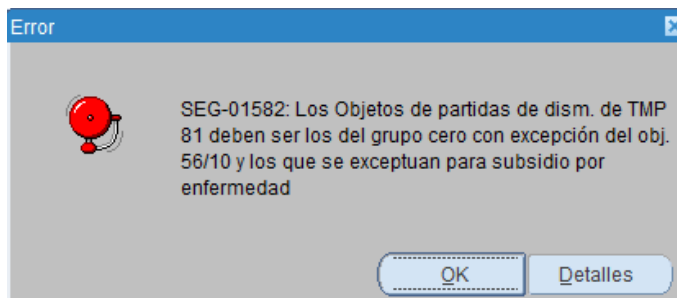 Error
SEG-01582: Los Objetos de partidas de dism. de TMP
81 deben ser los del grupo cero con excepción del obj.
56/10 y los que se exceptuan para subsidio por
enfermedad
OK
Detalles